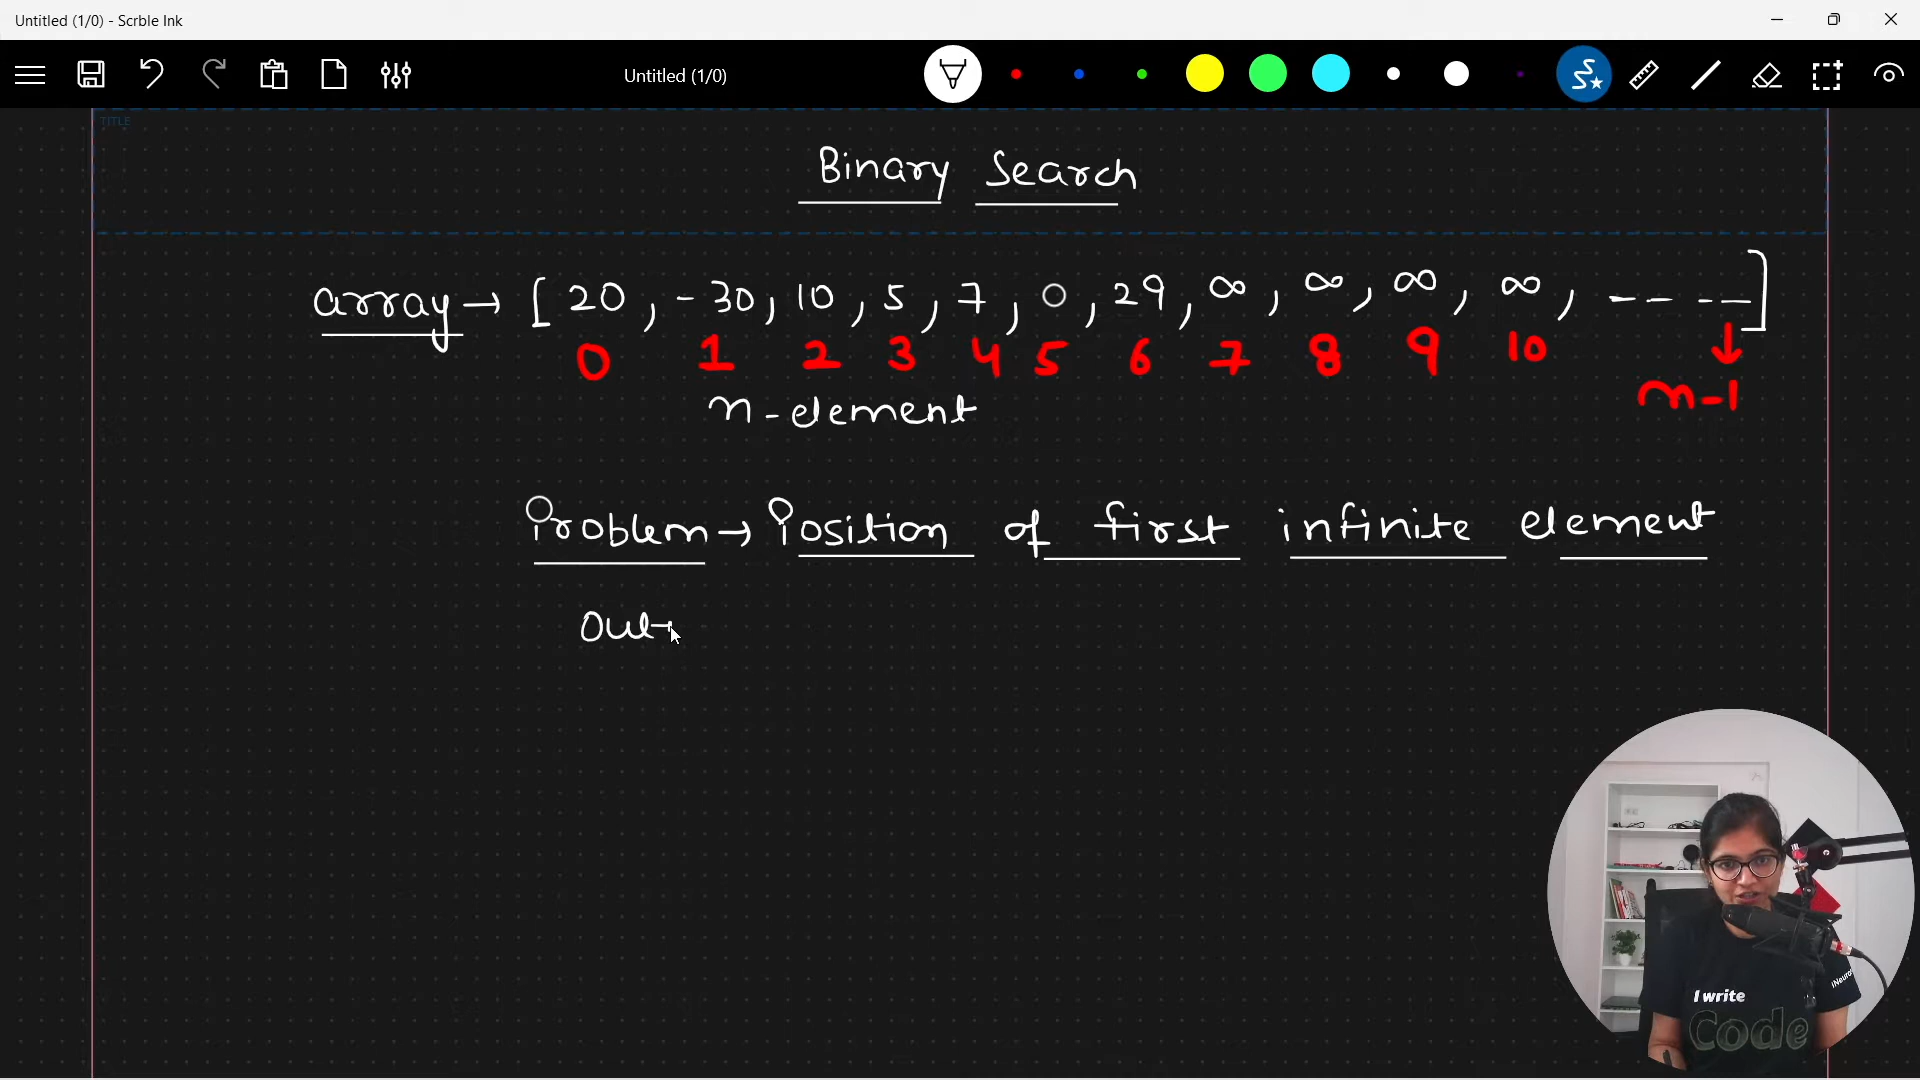 Untitled (1/0) - Scrble Ink
Untitled (1/0)
TITLE
Binary Search
array → [ 20 , -30 , 10 , 5 , 7 , 0 , 29 , ∞ , ∞ , ∞ , ∞ , -- -- ]
0 1 2 3 4 5 6 7 8 9 10 ↓
n-1
n-element
Problem → Position of first infinite element
Out
I write
Code